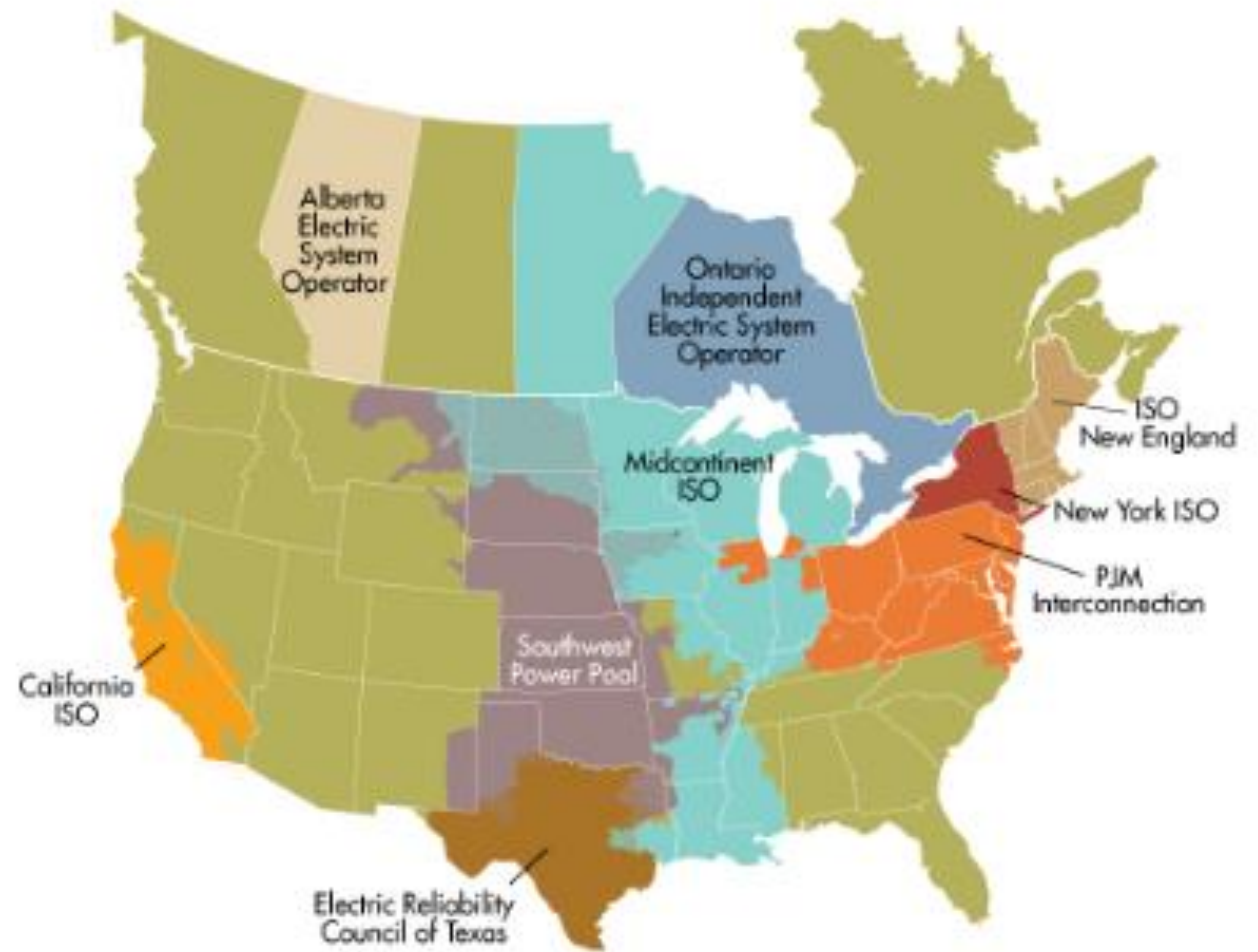 Alberta
Electric
System
Operator
Ontario
Independent
Electric System
Operator
ISO
New England
Midcontinent
ISO
New York ISO
PJM
Interconnection
Southwest
Power Pool
California
ISO
Electric Reliability
Council of Texas